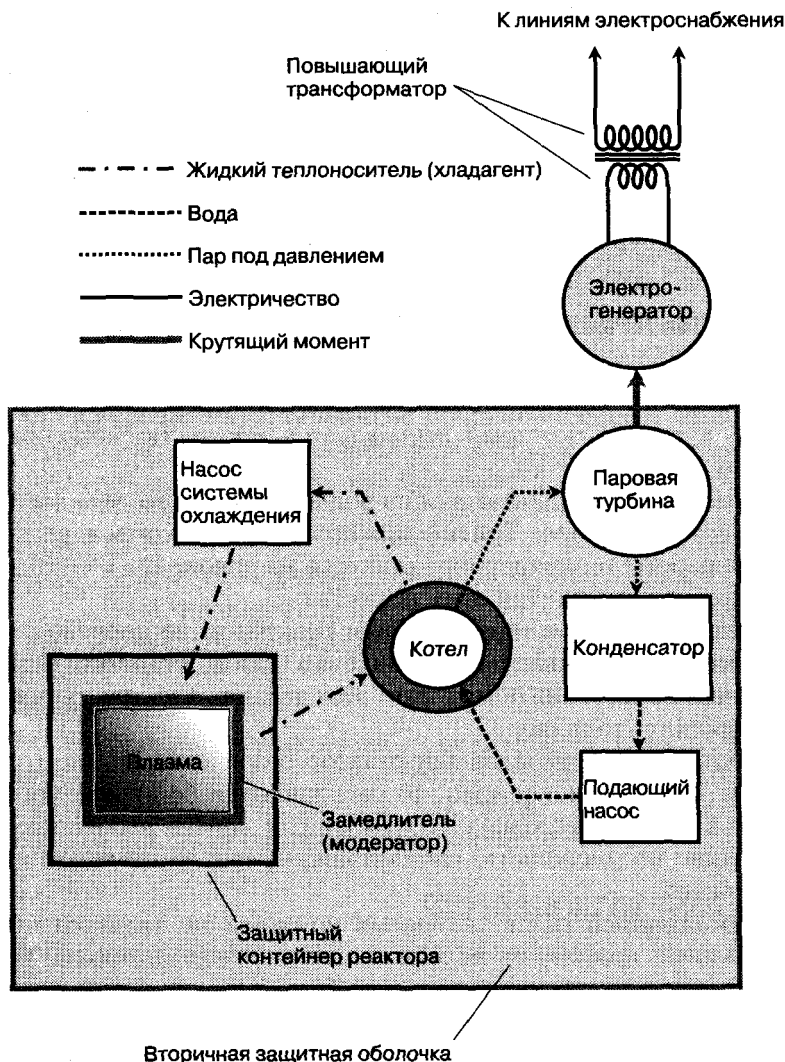 К линиям электроснабжения
Повышающий
трансформатор
Жидкий теплоноситель (хладагент)
Вода
Пар под давлением
Электричество
Крутящий момент
Электро-
генератор
Насос
системы
охлаждения
Паровая
турбина
Котел
Конденсатор
Плазма
Подающий
насос
Замедлитель
(модератор)
Защитный
контейнер реактора
Вторичная защитная оболочка